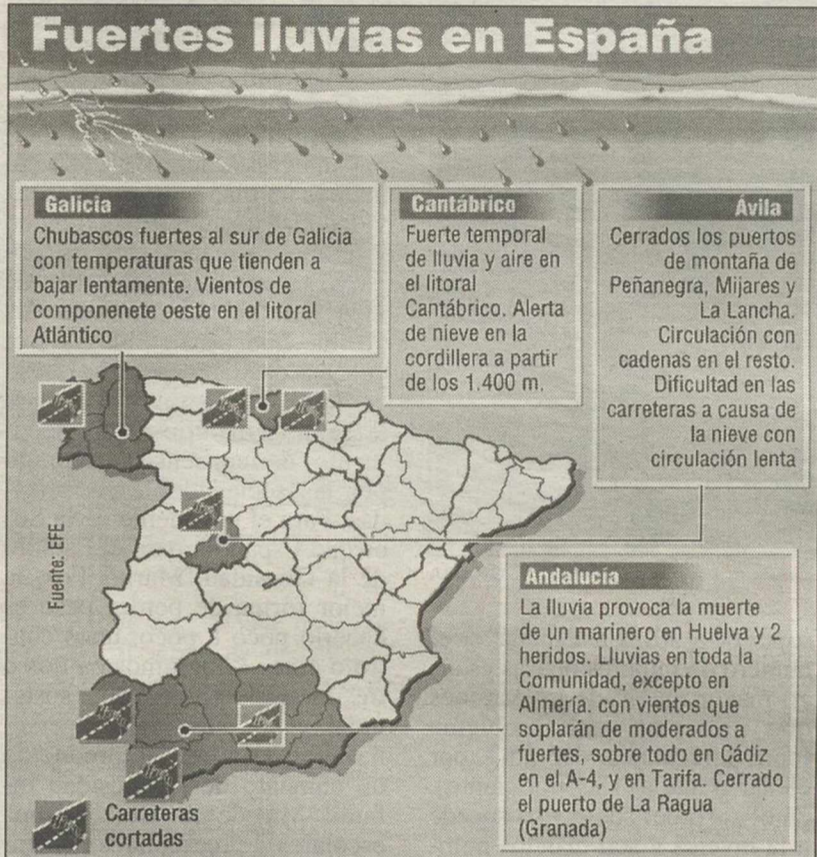 Fuertes lluvias en España
Galicia
Chubascos fuertes al sur de Galicia
con temperaturas que tienden a
bajar lentamente. Vientos de
componenete oeste en el litoral
Atlántico
Cantábrico
Fuerte temporal
de lluvia y aire en
el litoral
Cantábrico. Alerta
de nieve en la
cordillera a partir
de los 1.400 m.
Ávila
Cerrados los puertos
de montaña de
Peñanegra, Mijares y
La Lancha.
Circulación con
cadenas en el resto.
Dificultad en las
carreteras a causa de
la nieve con
circulación lenta
Fuente: EFE
Andalucía
La lluvia provoca la muerte
de un marinero en Huelva y 2
heridos. Lluvias en toda la
Comunidad, excepto en
Almería. con vientos que
soplarán de moderados a
fuertes, sobre todo en Cádiz
en el A-4, y en Tarifa. Cerrado
el puerto de La Ragua
(Granada)
Carreteras
cortadas